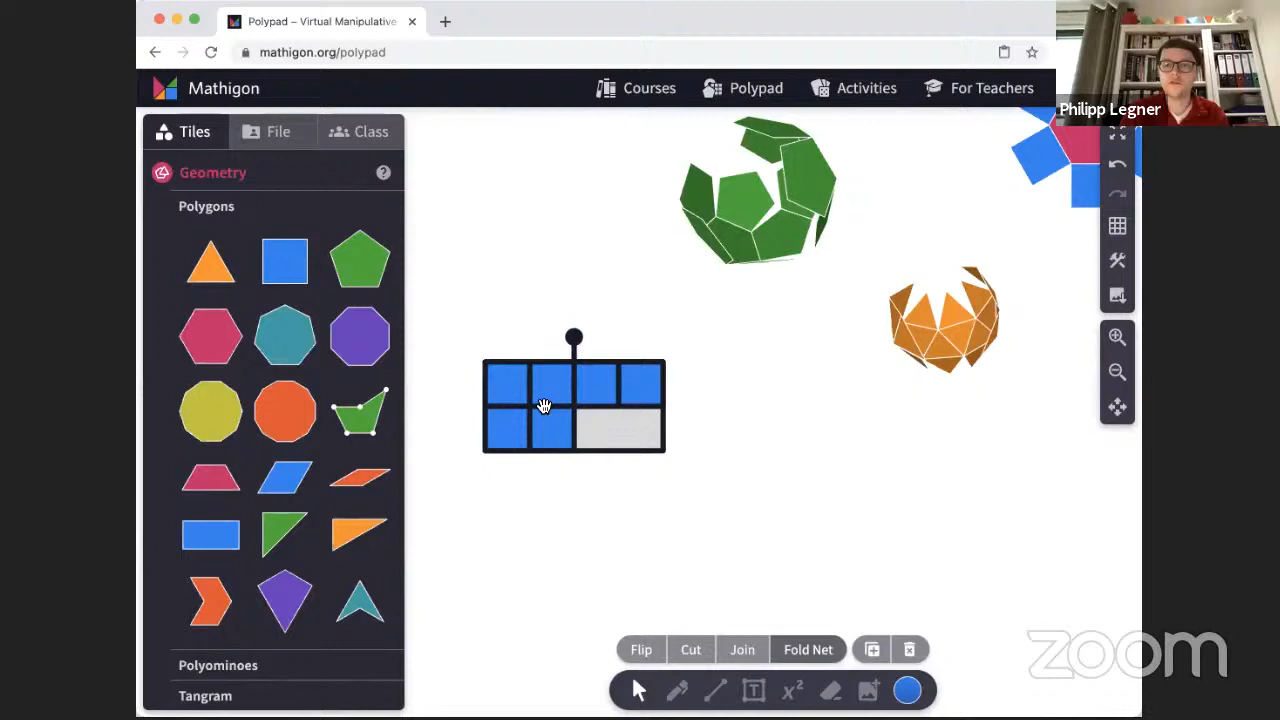 Polypad – Virtual Manipulative
mathigon.org/polypad
Mathigon
Courses
Polypad
Activities
For Teachers
Philipp Legner
Tiles
File
Class
Geometry
?
Polygons
Polyominoes
Tangram
Flip
Cut
Join
Fold Net
T
x²
zoom